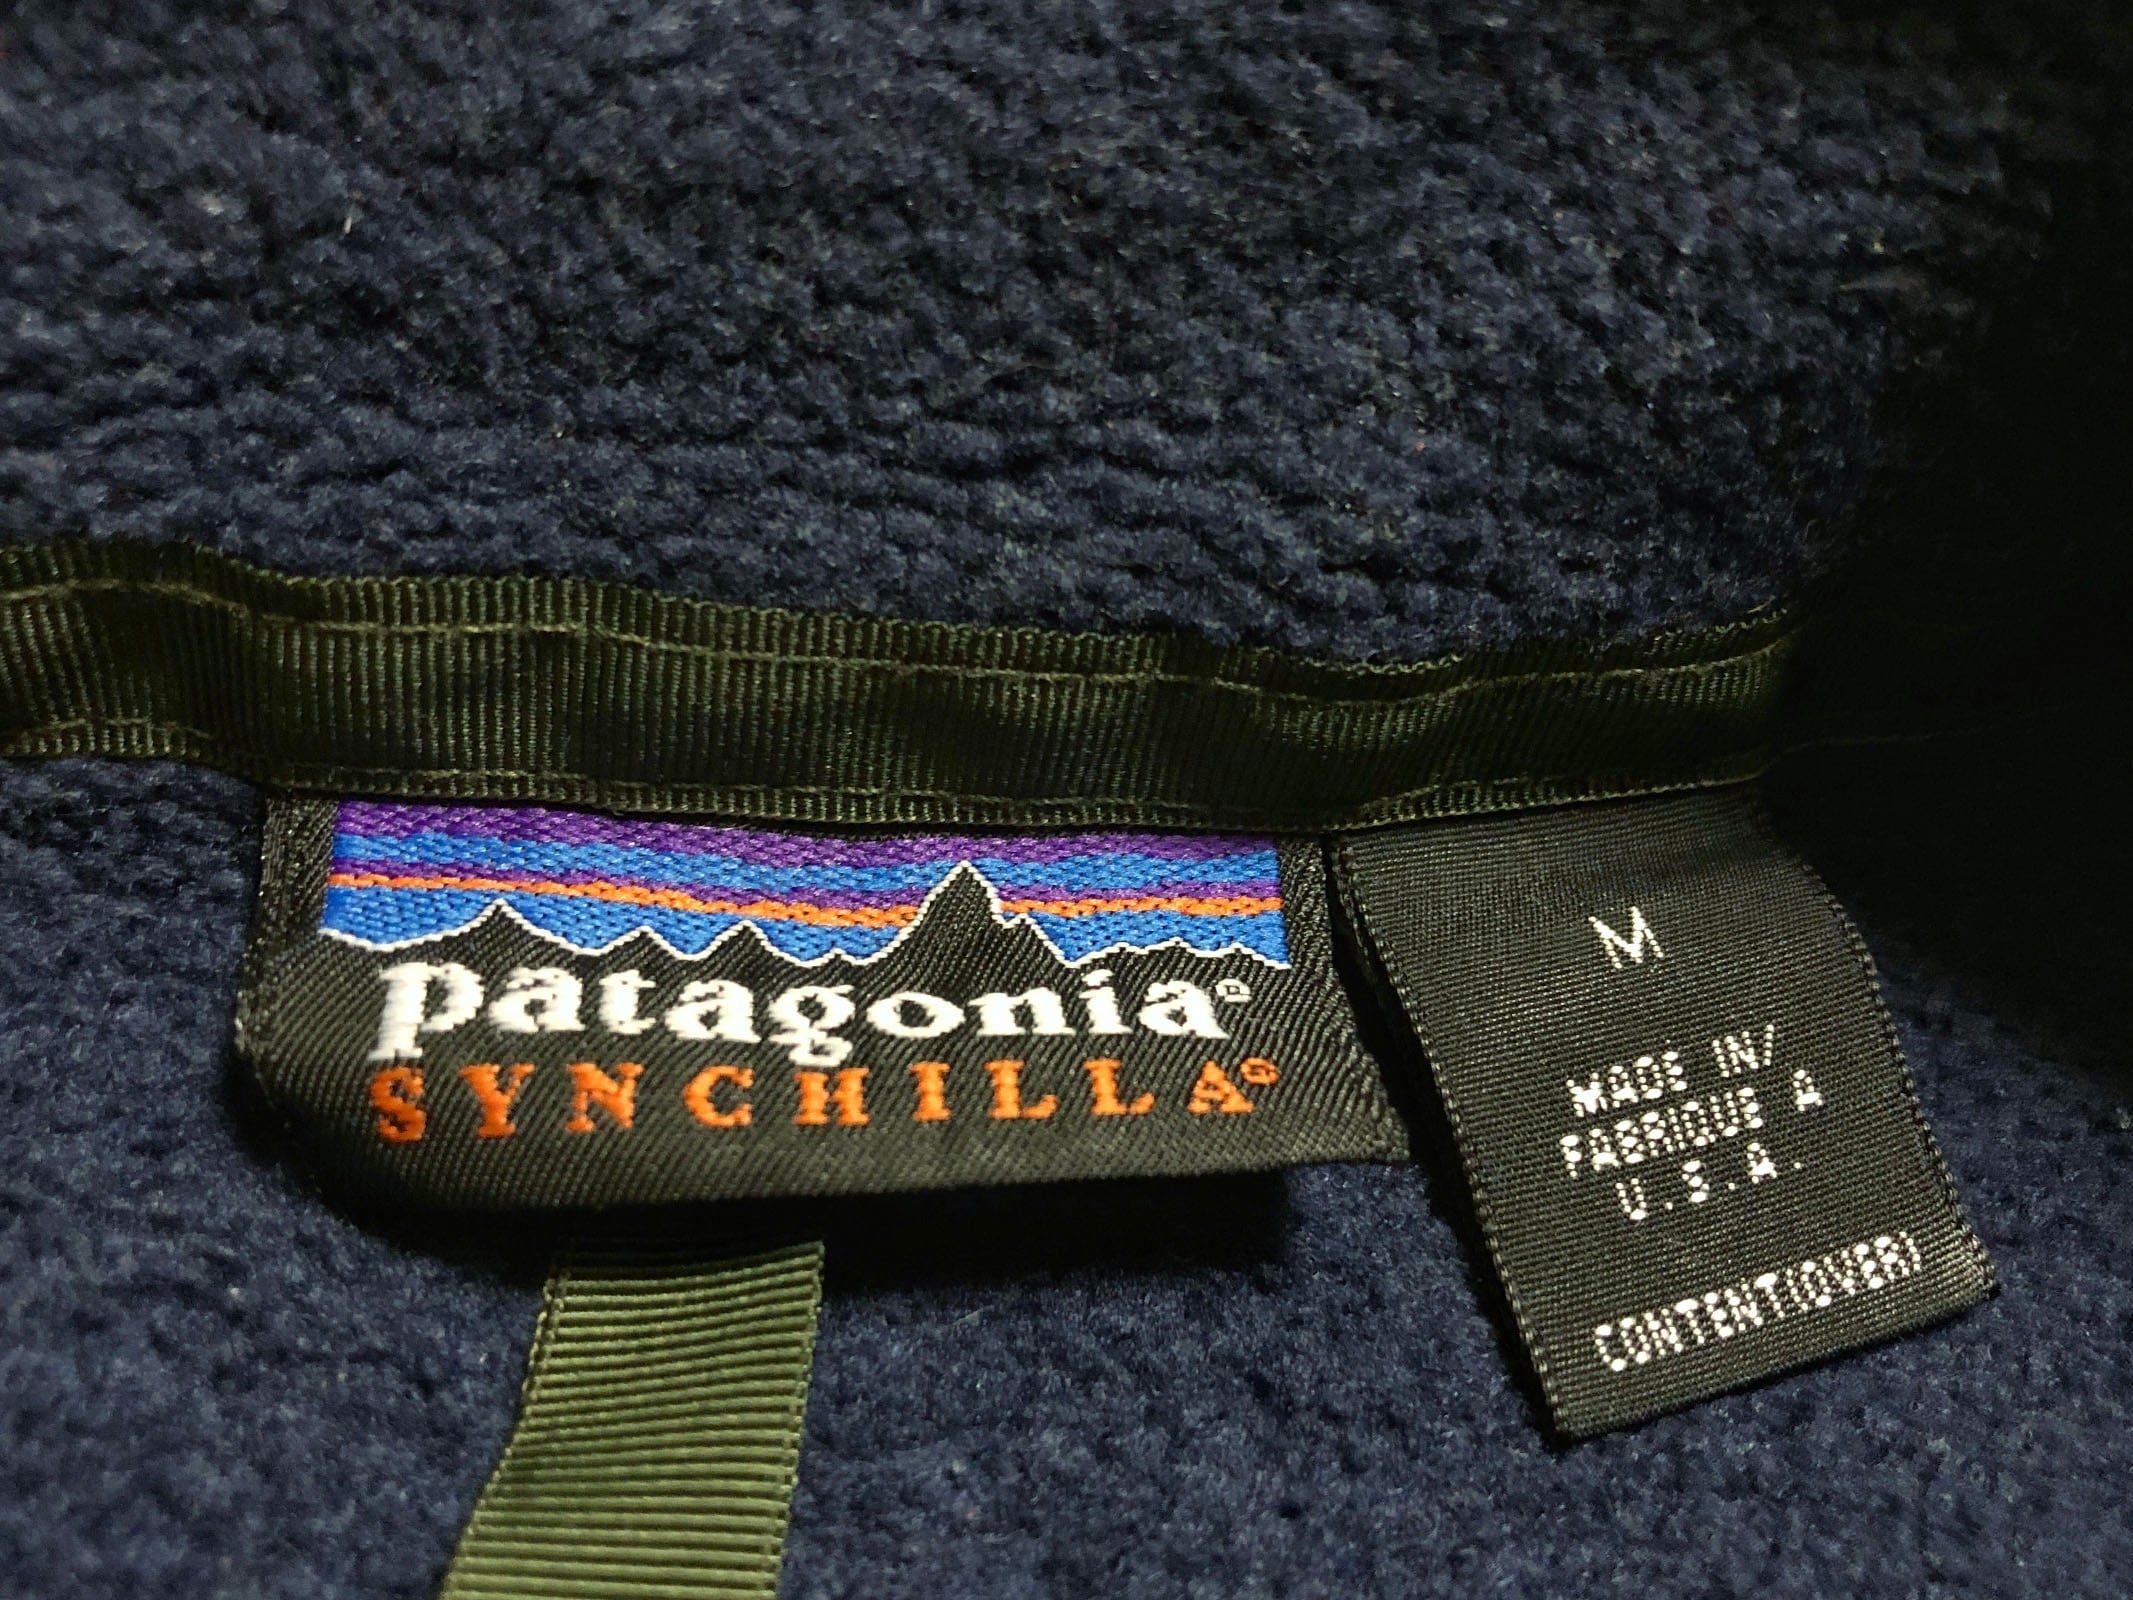 patagonia®
SYNCHILLA®
M
MADE IN/
FABRIQUE A
U.S.A.
CONTENT(OVER)